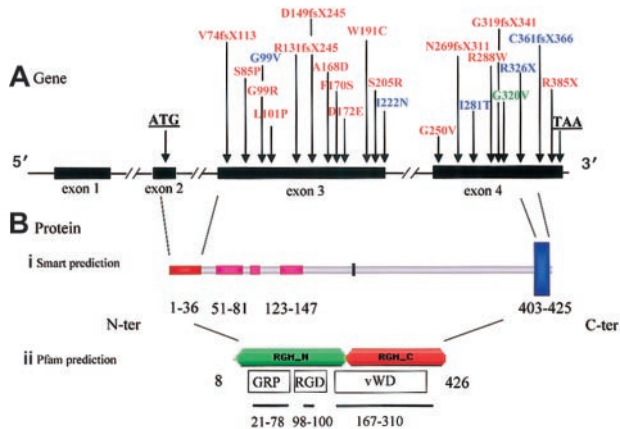 D149fsX245
G319fsX341
V74fsX113
W191C
C361fsX366
R131fsX245
N269fsX311
G99V
R288W
S85P
A168D
R326X
A Gene
G99R
F170S
S205R
R385X
L101P
D172E
I222N
I281T
G320V
ATG
G250V
TAA
5'
3'
exon 1
exon 2
exon 3
exon 4
B Protein
i Smart prediction
1-36
51-81
123-147
403-425
N-ter
C-ter
ii Pfam prediction
RGM_N
RGM_C
8
GRP
RGD
vWD
426
21-78
98-100
167-310